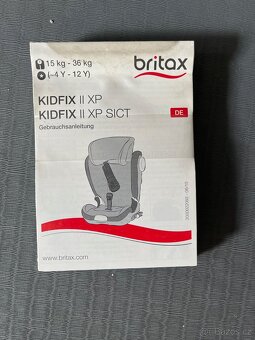 15 kg - 36 kg
(~4 Y - 12 Y)
britax
KIDFIX II XP
KIDFIX II XP SICT
Gebrauchsanleitung
DE
www.britax.com